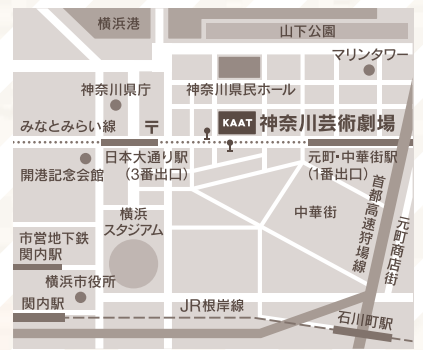 横浜港
山下公園
マリンタワー
神奈川県庁
神奈川県民ホール
みなとみらい線
〒
KAAT
神奈川芸術劇場
日本大通り駅
(3番出口)
元町・中華街駅
(1番出口)
開港記念会館
首都高速狩場線
元町商店街
横浜
スタジアム
中華街
市営地下鉄
関内駅
横浜市役所
関内駅
JR根岸線
石川町駅